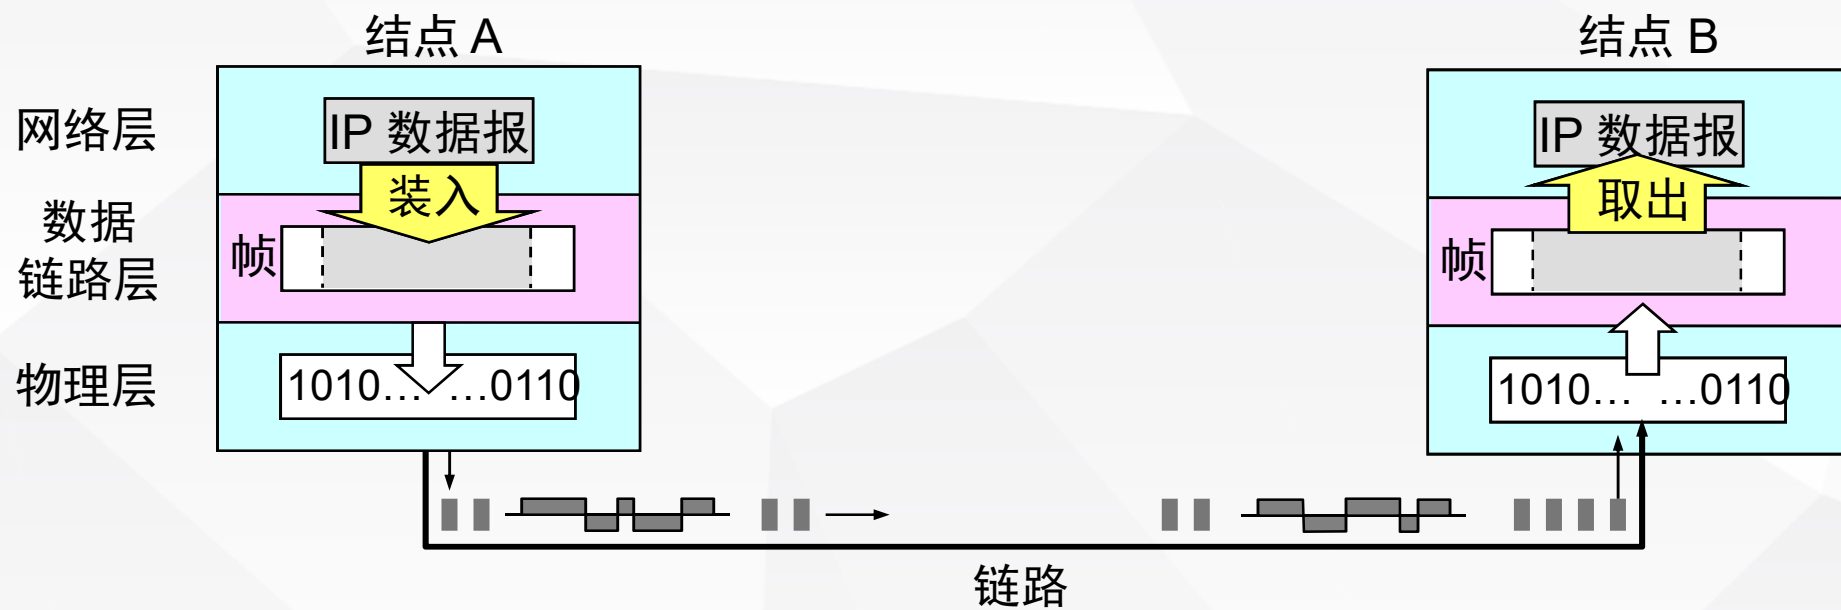 结点 A
结点 B
网络层
IP 数据报
IP 数据报
装入
取出
数据
链路层
帧
帧
物理层
1010… …0110
1010… …0110
链路